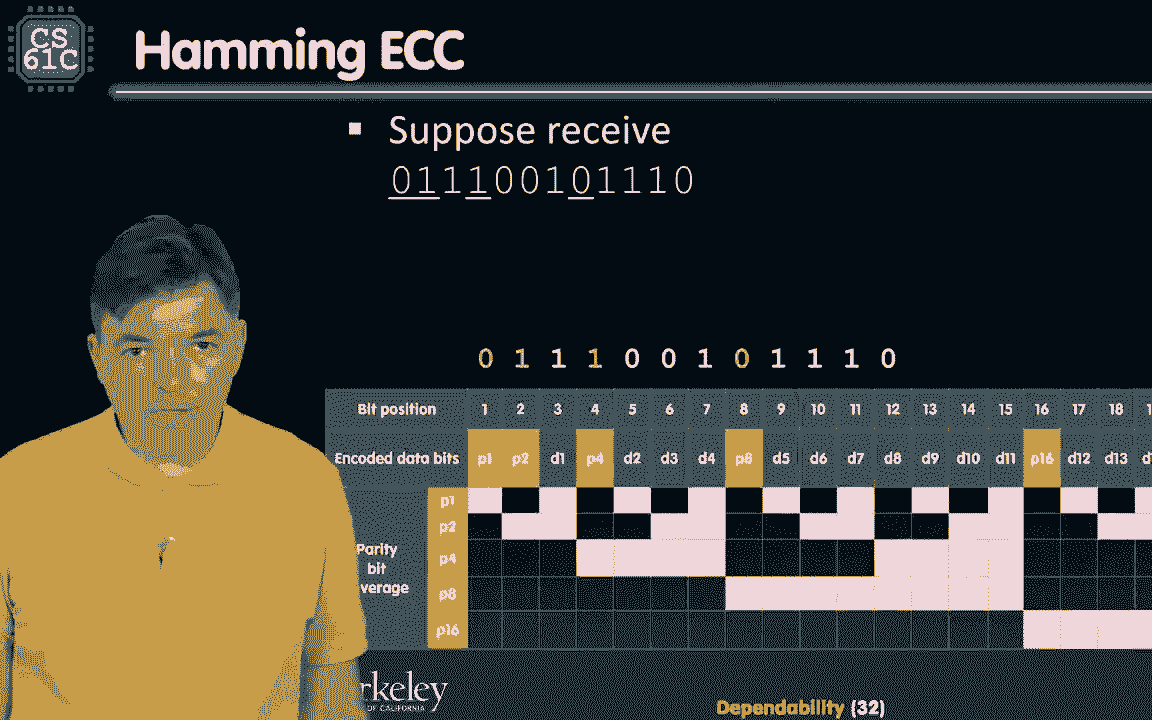 CS
61C
Hamming ECC
▪ Suppose receive
011100101110
0 1 1 1 0 0 1 0 1 1 1 0
Bit position 1 2 3 4 5 6 7 8 9 10 11 12 13 14 15 16 17 18
Encoded data bits p1 p2 d1 p4 d2 d3 d4 p8 d5 d6 d7 d8 d9 d10 d11 p16 d12 d13
p1
p2
Parity
bit
p4
p8
p16
OF CALIFORNIA
Dependability (32)